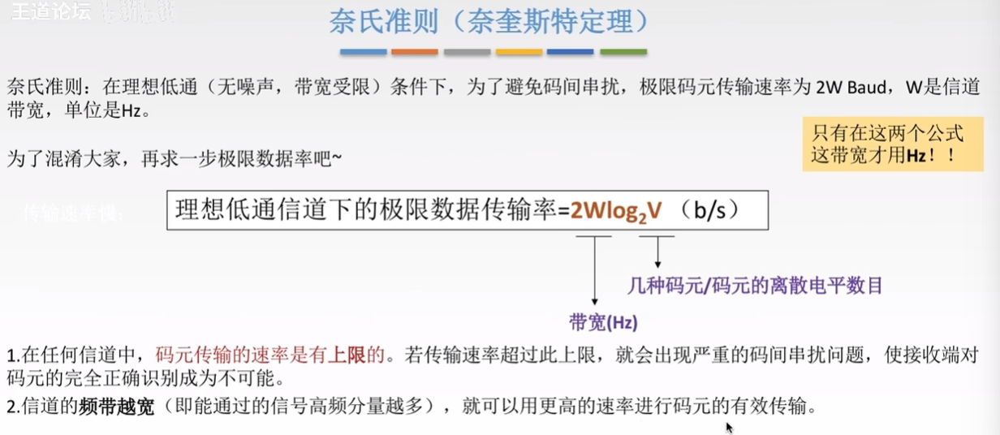 王道论坛
奈氏准则（奈奎斯特定理）
奈氏准则：在理想低通（无噪声，带宽受限）条件下，为了避免码间串扰，极限码元传输速率为 2W Baud，W是信道
带宽，单位是Hz。
只有在这两个公式
这带宽才用Hz！！
为了混淆大家，再求一步极限数据率吧~
传输速率慢：
理想低通信道下的极限数据传输率=2Wlog₂V （b/s）
几种码元/码元的离散电平数目
带宽(Hz)
1.在任何信道中，码元传输的速率是有上限的。若传输速率超过此上限，就会出现严重的码间串扰问题，使接收端对
码元的完全正确识别成为不可能。
2.信道的频带越宽（即能通过的信号高频分量越多），就可以用更高的速率进行码元的有效传输。